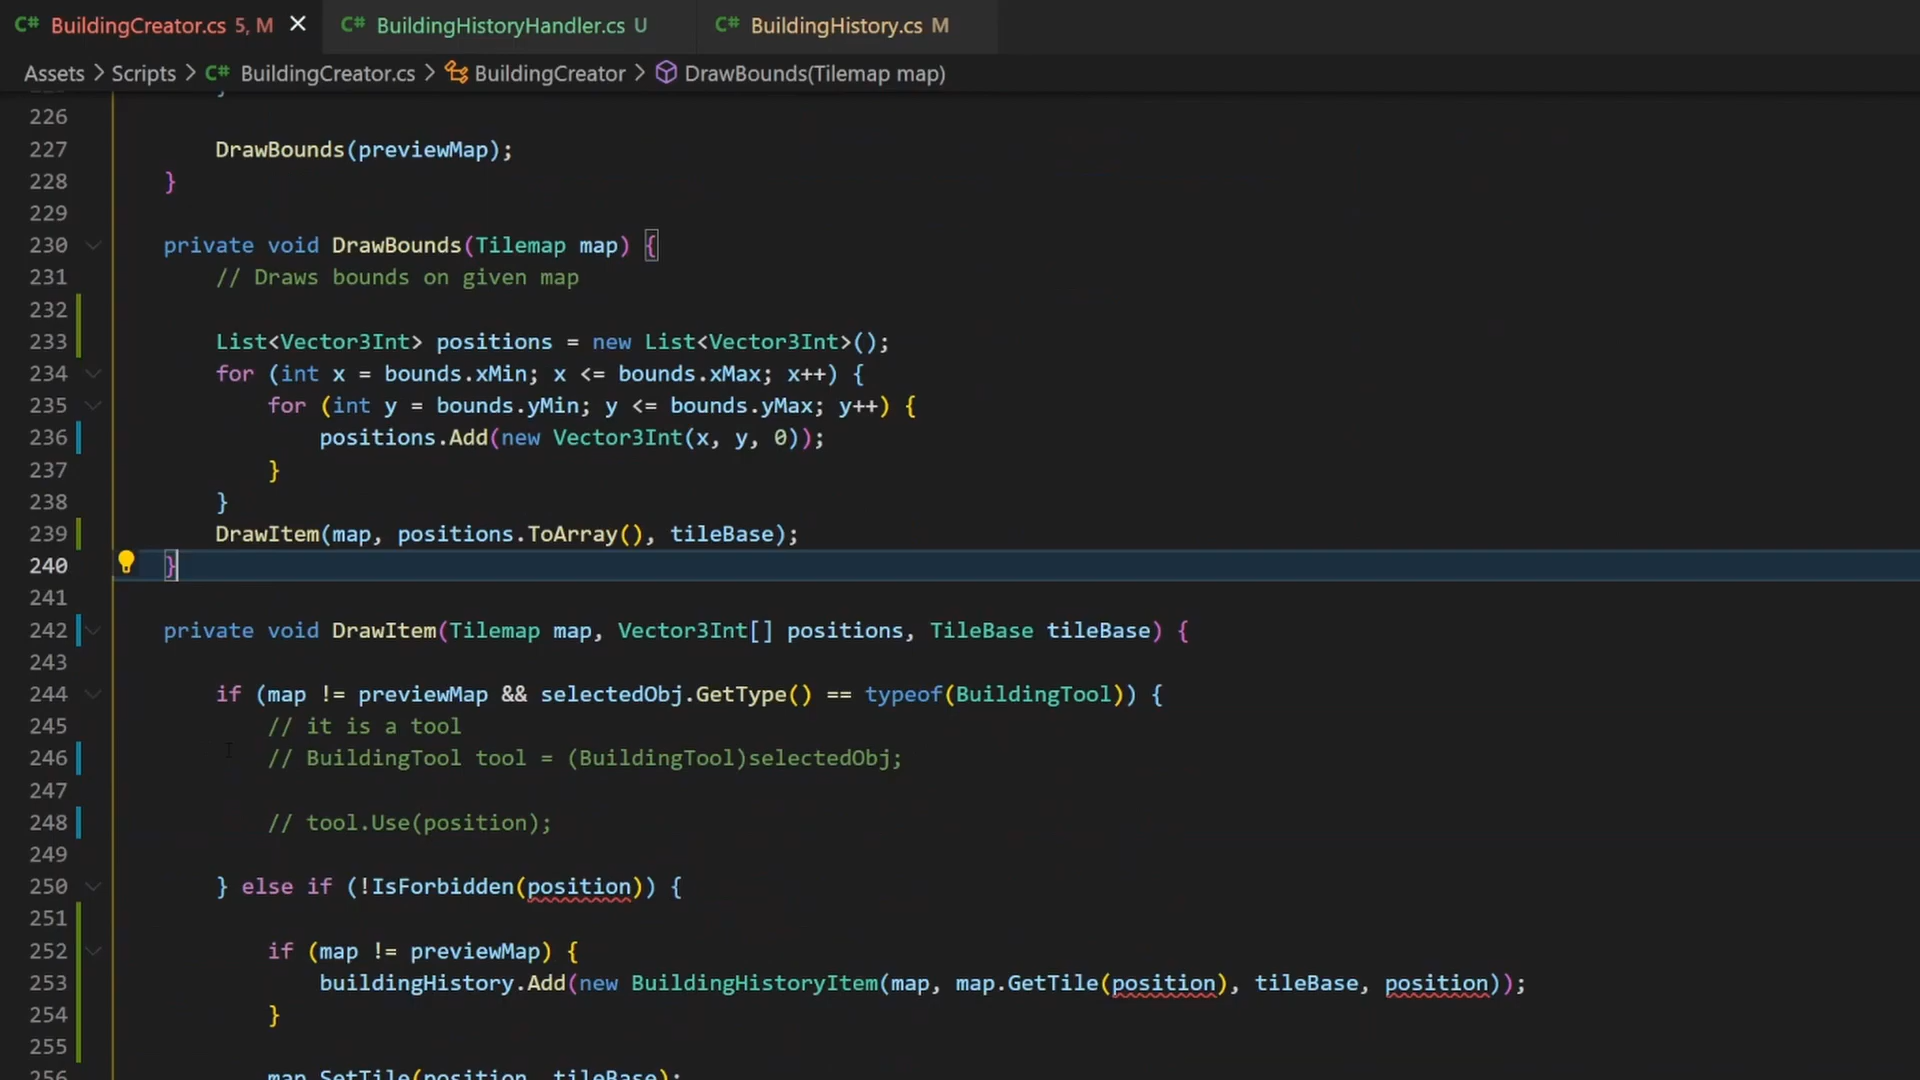 C# BuildingCreator.cs 5, M × C# BuildingHistoryHandler.cs U C# BuildingHistory.cs M
Assets > Scripts > C# BuildingCreator.cs > BuildingCreator > DrawBounds(Tilemap map)
226
227 DrawBounds(previewMap);
228 }
229
230 private void DrawBounds(Tilemap map) {
231 // Draws bounds on given map
232
233 List<Vector3Int> positions = new List<Vector3Int>();
234 for (int x = bounds.xMin; x <= bounds.xMax; x++) {
235 for (int y = bounds.yMin; y <= bounds.yMax; y++) {
236 positions.Add(new Vector3Int(x, y, 0));
237 }
238 }
239 DrawItem(map, positions.ToArray(), tileBase);
240 }
241
242 private void DrawItem(Tilemap map, Vector3Int[] positions, TileBase tileBase) {
243
244 if (map != previewMap && selectedObj.GetType() == typeof(BuildingTool)) {
245 // it is a tool
246 // BuildingTool tool = (BuildingTool)selectedObj;
247
248 // tool.Use(position);
249
250 } else if (!IsForbidden(position)) {
251
252 if (map != previewMap) {
253 buildingHistory.Add(new BuildingHistoryItem(map, map.GetTile(position), tileBase, position));
254 }
255
256 map.SetTile(position, tileBase);